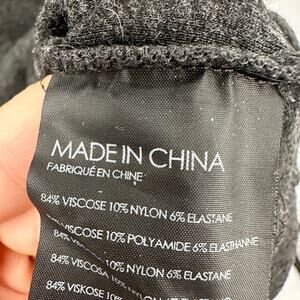 MADE IN CHINA
FABRIQUÉ EN CHINE
84% VISCOSE 10% NYLON 6% ELASTANE
84% VISCOSE 10% POLYAMIDE 6% ELASTHANNE
84% VISCOSA 10% NYLON 6% ELASTANO
84% VISKOSE 10%